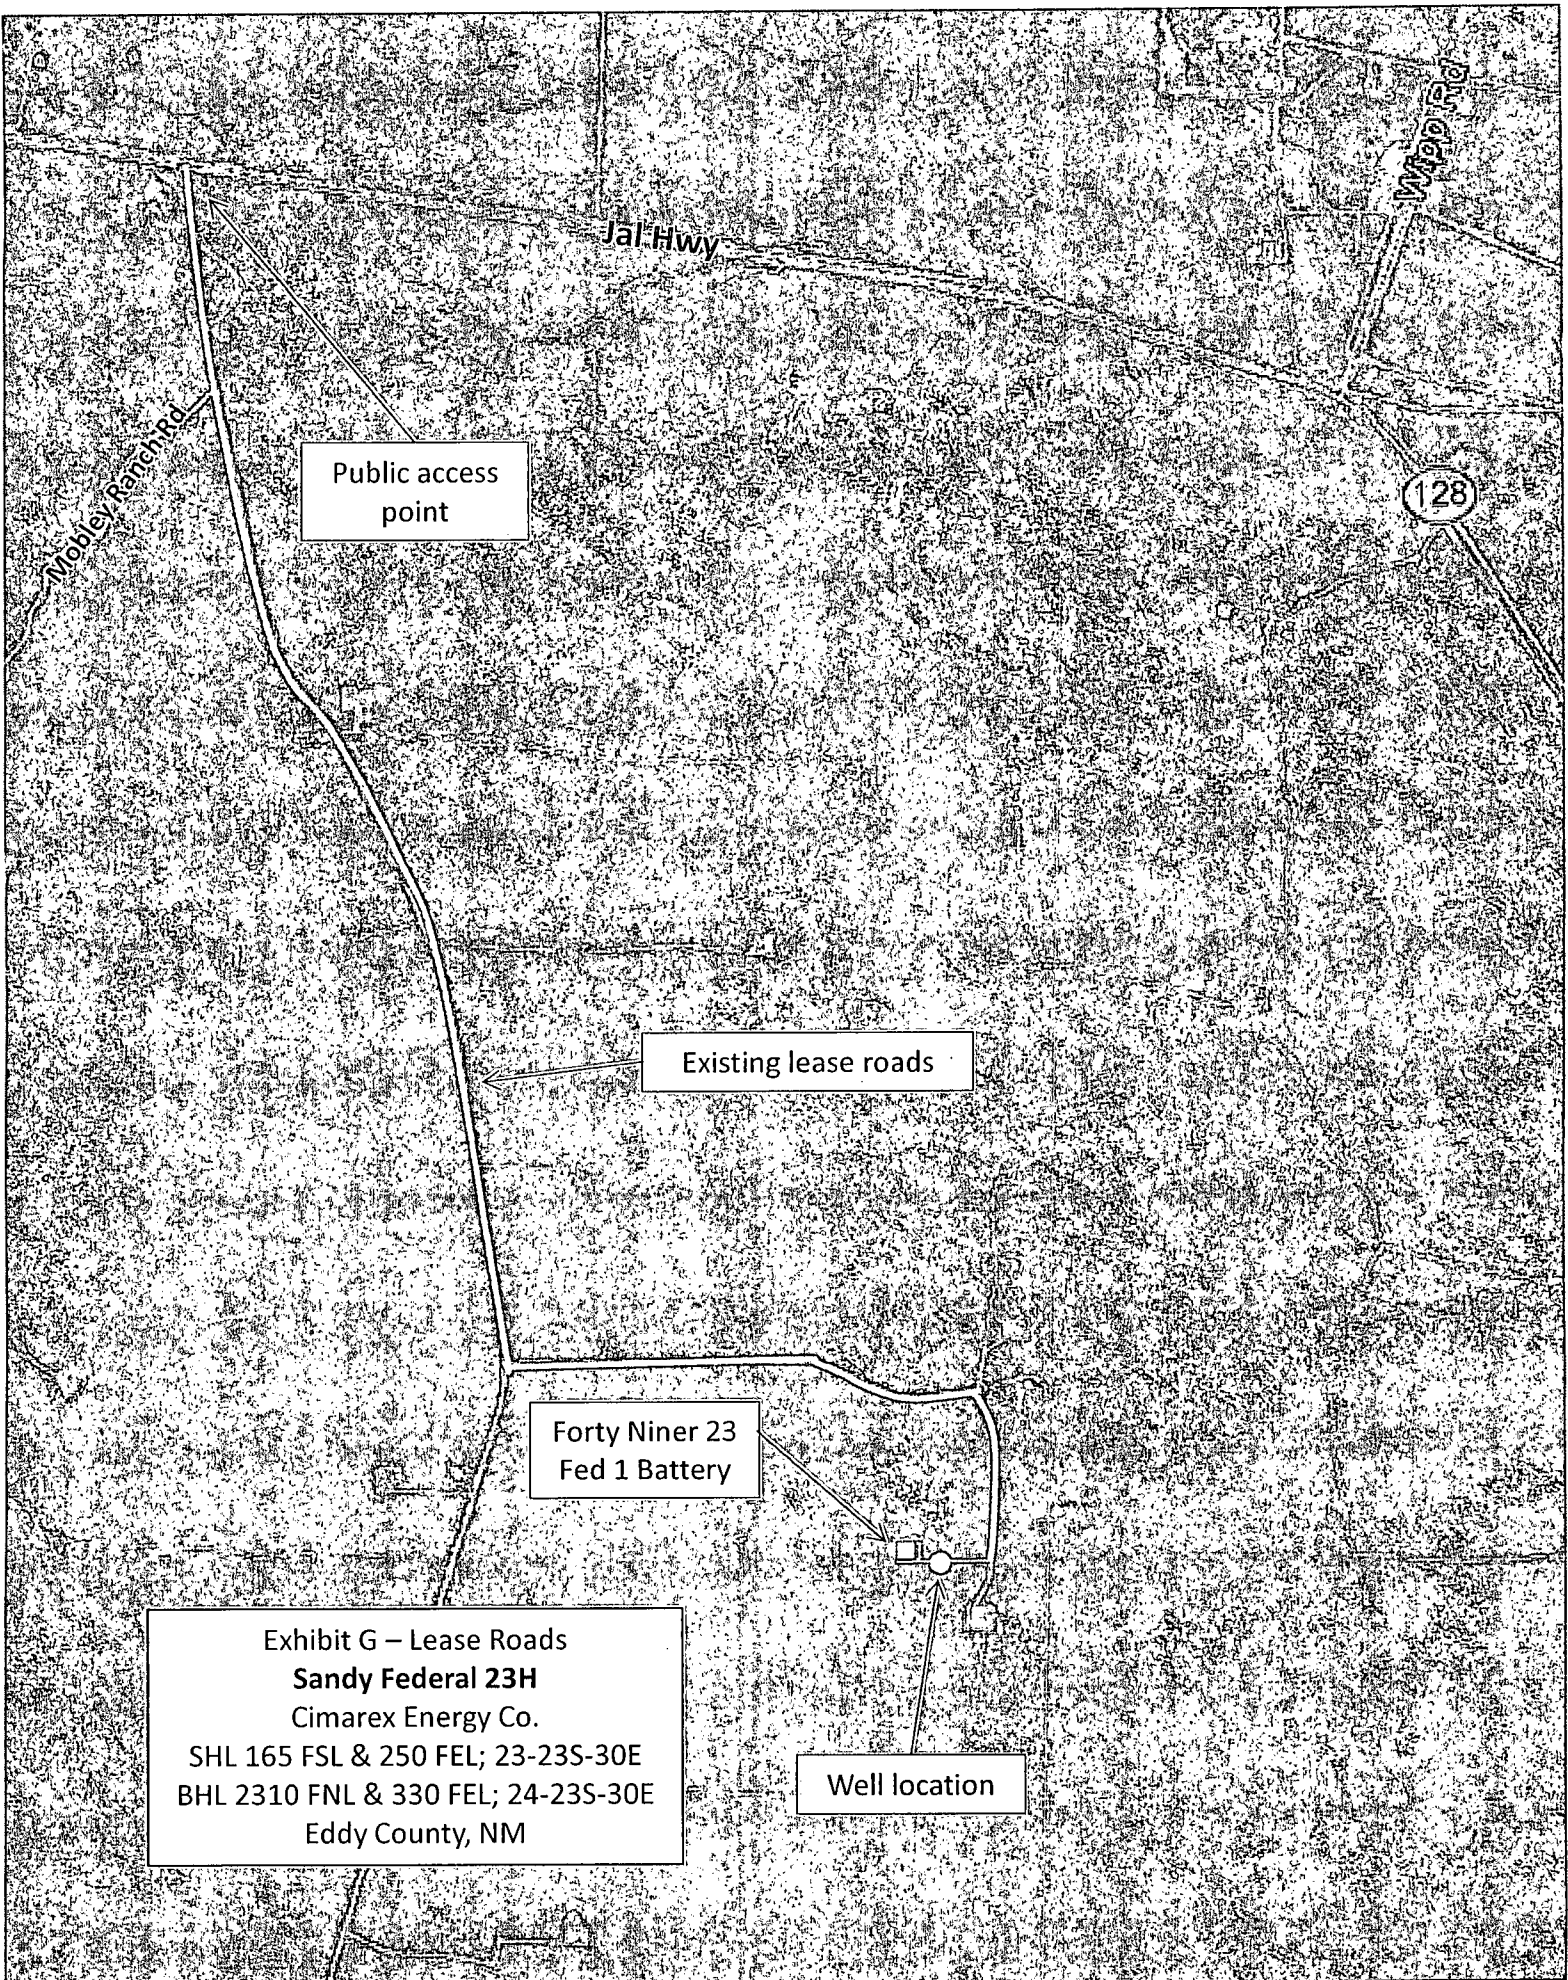 Wipp Rd
Jal Hwy
Mobley Ranch Rd
Public access
point
128
Existing lease roads
Forty Niner 23
Fed 1 Battery
Exhibit G – Lease Roads
Sandy Federal 23H
Cimarex Energy Co.
SHL 165 FSL & 250 FEL; 23-23S-30E
BHL 2310 FNL & 330 FEL; 24-23S-30E
Eddy County, NM
Well location